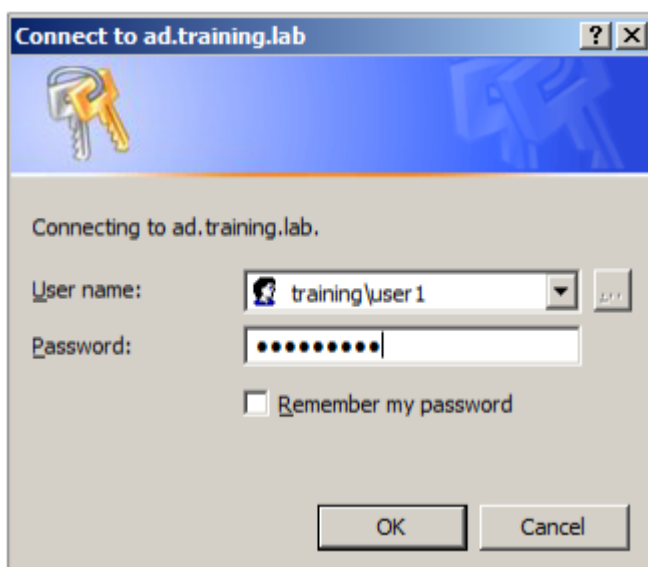 Connect to ad.training.lab
Connecting to ad.training.lab.
User name: training\user1
Password: •••••••••
Remember my password
OK Cancel